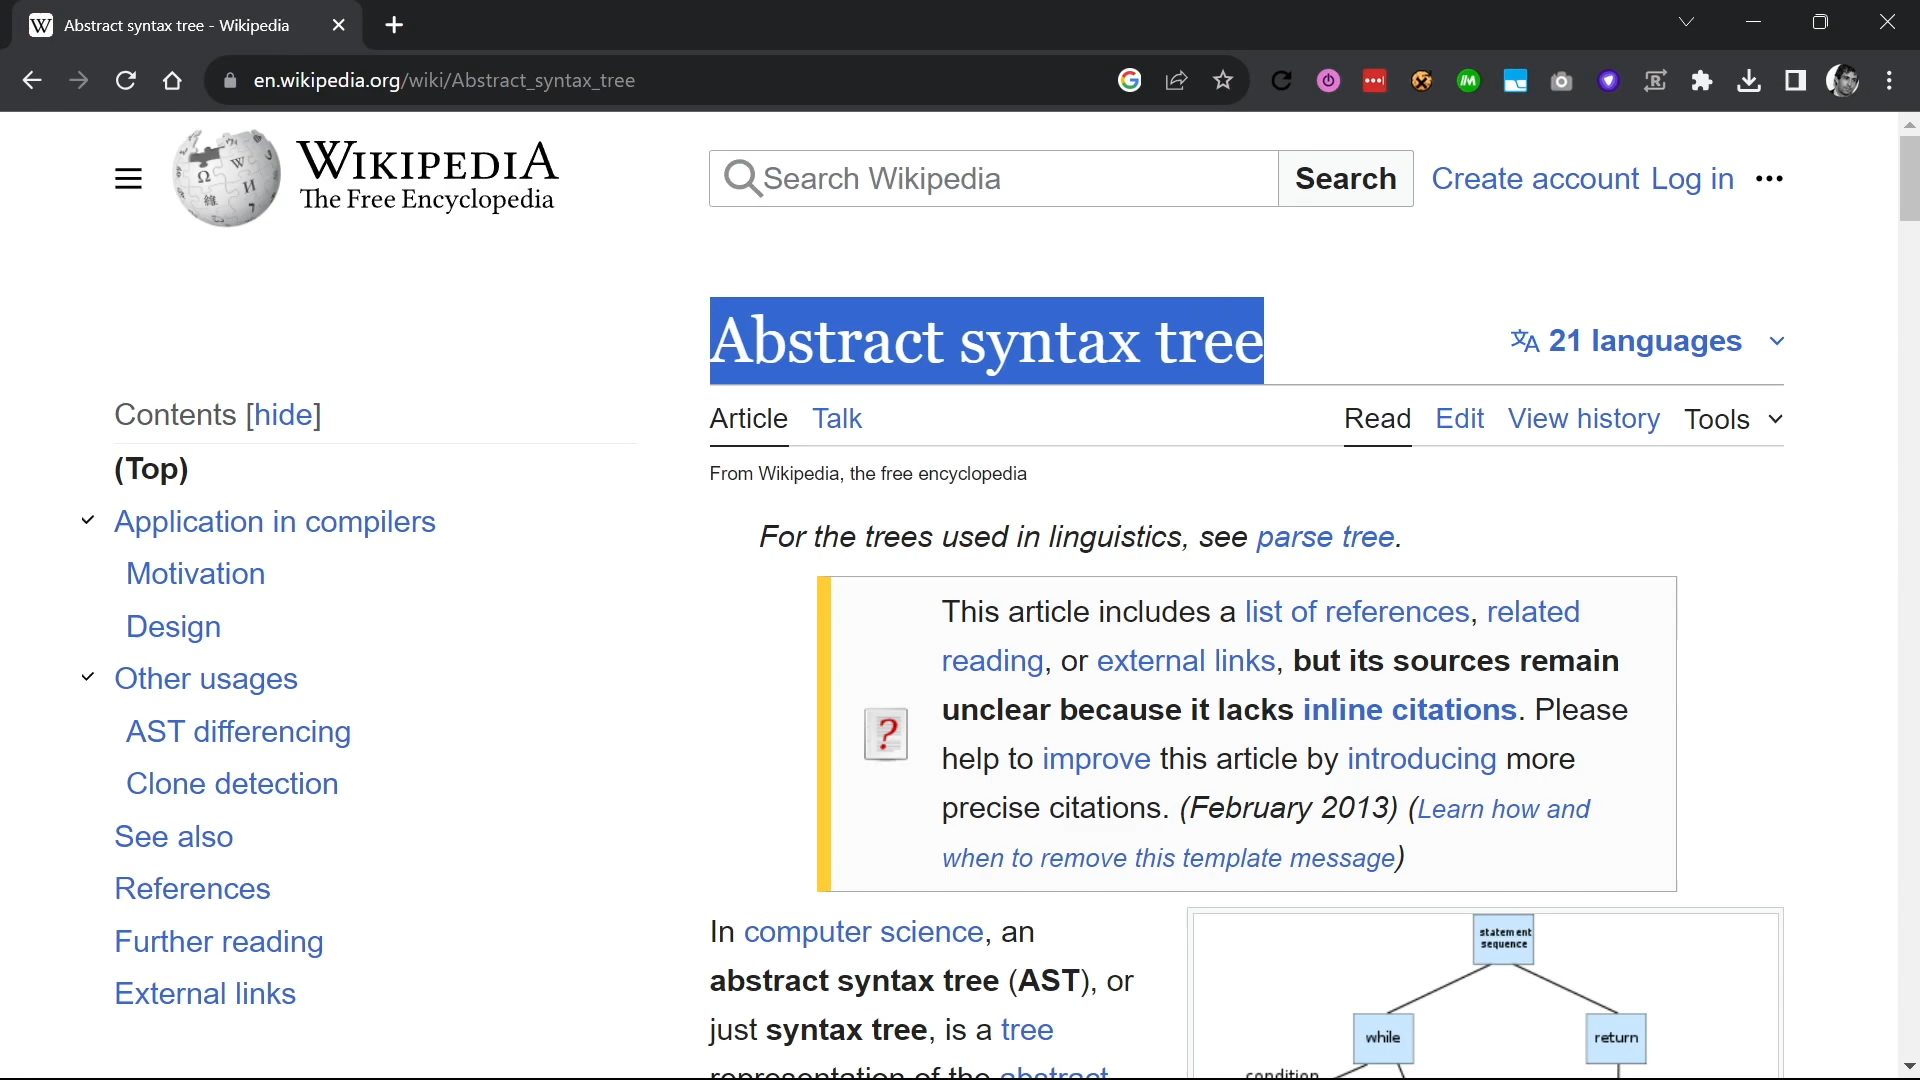 Abstract syntax tree - Wikipedia
en.wikipedia.org/wiki/Abstract_syntax_tree
WIKIPEDIA
The Free Encyclopedia
Search Wikipedia
Search
Create account
Log in
Abstract syntax tree
21 languages
Contents [hide]
(Top)
Application in compilers
Motivation
Design
Other usages
AST differencing
Clone detection
See also
References
Further reading
External links
Article
Talk
Read
Edit
View history
Tools
From Wikipedia, the free encyclopedia
For the trees used in linguistics, see parse tree.
This article includes a list of references, related
reading, or external links, but its sources remain
unclear because it lacks inline citations. Please
help to improve this article by introducing more
precise citations. (February 2013) (Learn how and
when to remove this template message)
In computer science, an
abstract syntax tree (AST), or
just syntax tree, is a tree
representation of the abstract
statement
sequence
while
return
condition